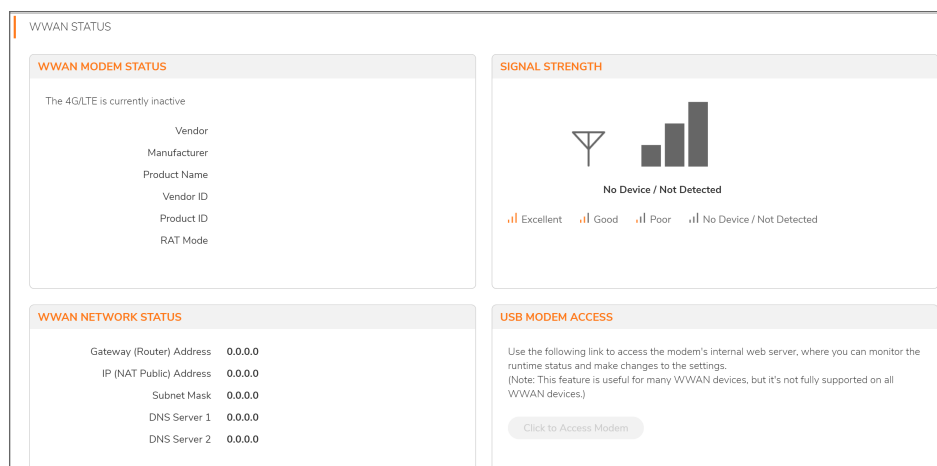 WWAN STATUS
WWAN MODEM STATUS
The 4G/LTE is currently inactive
Vendor
Manufacturer
Product Name
Vendor ID
Product ID
RAT Mode
SIGNAL STRENGTH
No Device / Not Detected
Excellent Good Poor No Device / Not Detected
WWAN NETWORK STATUS
Gateway (Router) Address 0.0.0.0
IP (NAT Public) Address 0.0.0.0
Subnet Mask 0.0.0.0
DNS Server 1 0.0.0.0
DNS Server 2 0.0.0.0
USB MODEM ACCESS
Use the following link to access the modem's internal web server, where you can monitor the
runtime status and make changes to the settings.
(Note: This feature is useful for many WWAN devices, but it's not fully supported on all
WWAN devices.)
Click to Access Modem